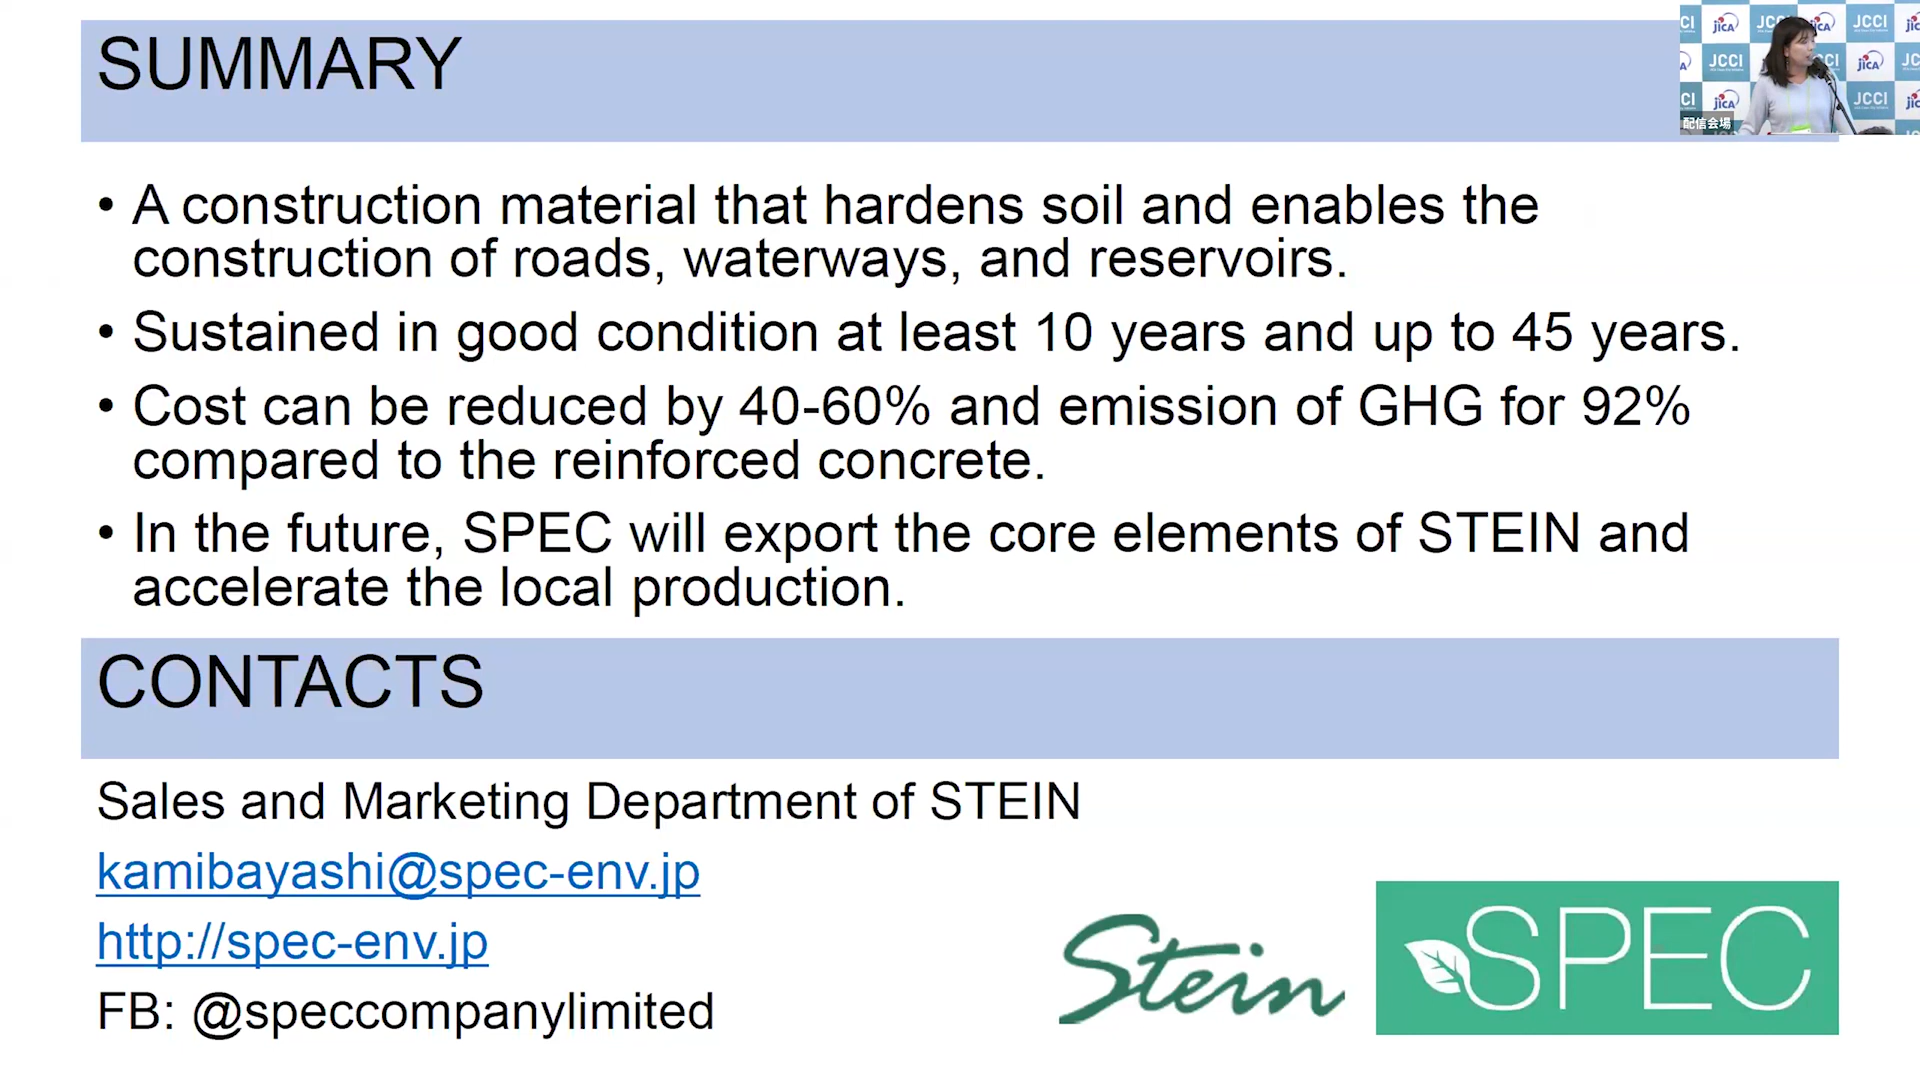 SUMMARY
• A construction material that hardens soil and enables the
construction of roads, waterways, and reservoirs.
• Sustained in good condition at least 10 years and up to 45 years.
• Cost can be reduced by 40-60% and emission of GHG for 92%
compared to the reinforced concrete.
• In the future, SPEC will export the core elements of STEIN and
accelerate the local production.
CONTACTS
Sales and Marketing Department of STEIN
kamibayashi@spec-env.jp
http://spec-env.jp
FB: @speccompanylimited
Stein
SPEC
JICA
JCCI
JCCI
JICA
JICA
JCCI
配信会場